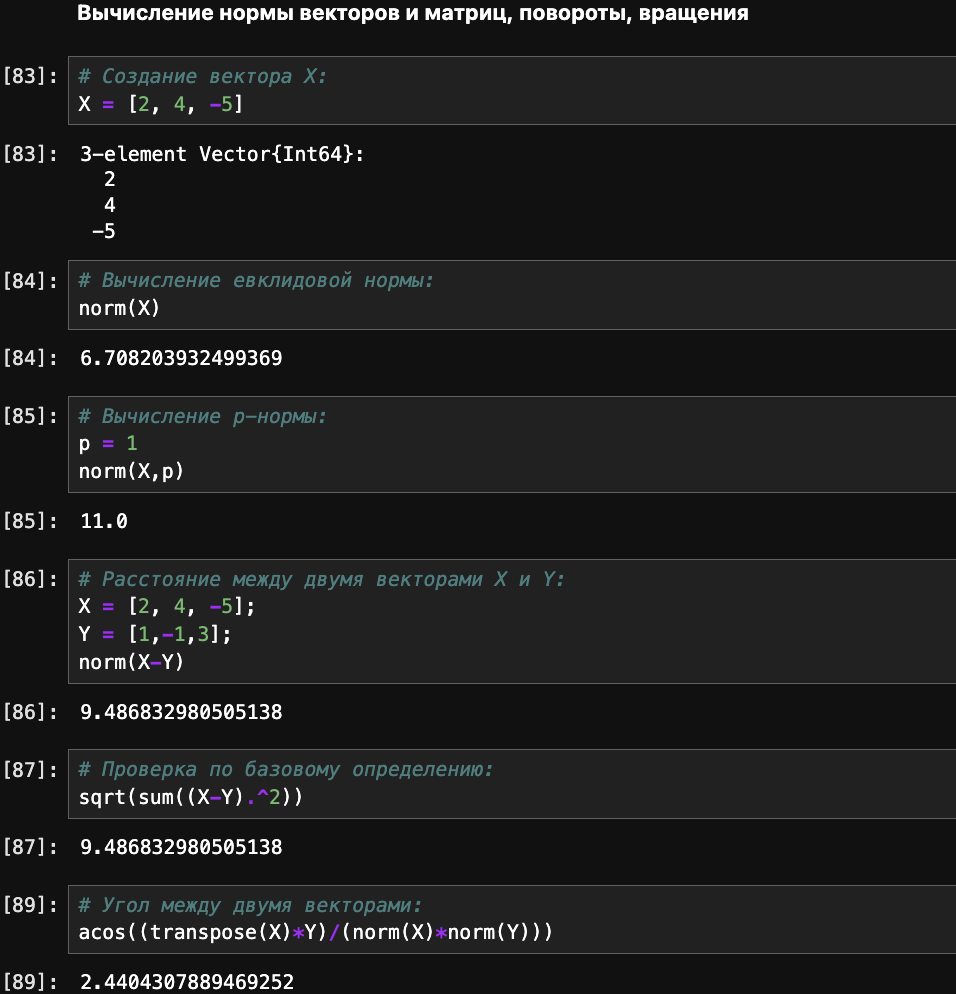 Вычисление нормы векторов и матриц, повороты, вращения
[83]: # Создание вектора X:
X = [2, 4, -5]
[83]: 3-element Vector{Int64}:
2
4
-5
[84]: # Вычисление евклидовой нормы:
norm(X)
[84]: 6.708203932499369
[85]: # Вычисление p-нормы:
p = 1
norm(X,p)
[85]: 11.0
[86]: # Расстояние между двумя векторами X и Y:
X = [2, 4, -5];
Y = [1,-1,3];
norm(X-Y)
[86]: 9.486832980505138
[87]: # Проверка по базовому определению:
sqrt(sum((X-Y).^2))
[87]: 9.486832980505138
[89]: # Угол между двумя векторами:
acos((transpose(X)*Y)/(norm(X)*norm(Y)))
[89]: 2.4404307889469252